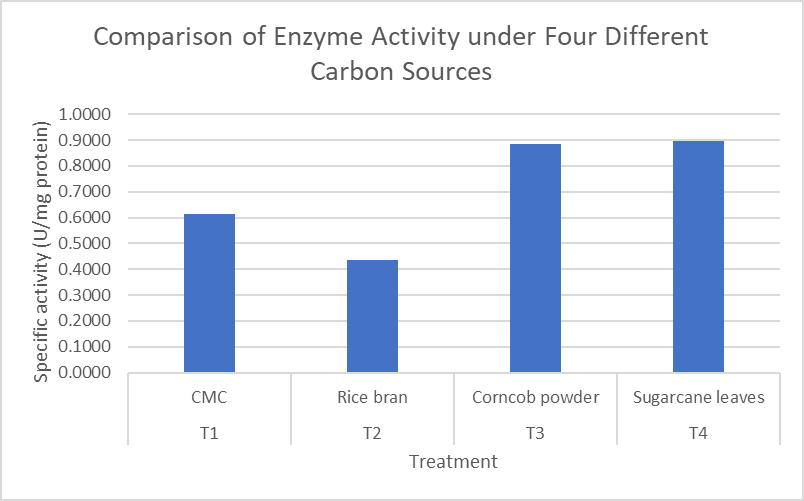 Comparison of Enzyme Activity under Four Different
Carbon Sources
Specific activity (U/mg protein)
1.0000
0.9000
0.8000
0.7000
0.6000
0.5000
0.4000
0.3000
0.2000
0.1000
0.0000
CMC Rice bran Corncob powder Sugarcane leaves
T1 T2 T3 T4
Treatment